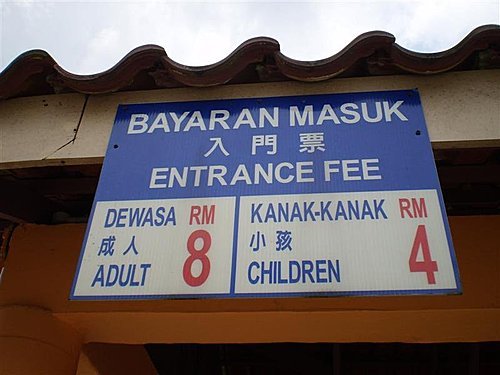 BAYARAN MASUK
入門票
ENTRANCE FEE
DEWASA RM
成人
ADULT 8
KANAK-KANAK RM
小孩
CHILDREN 4